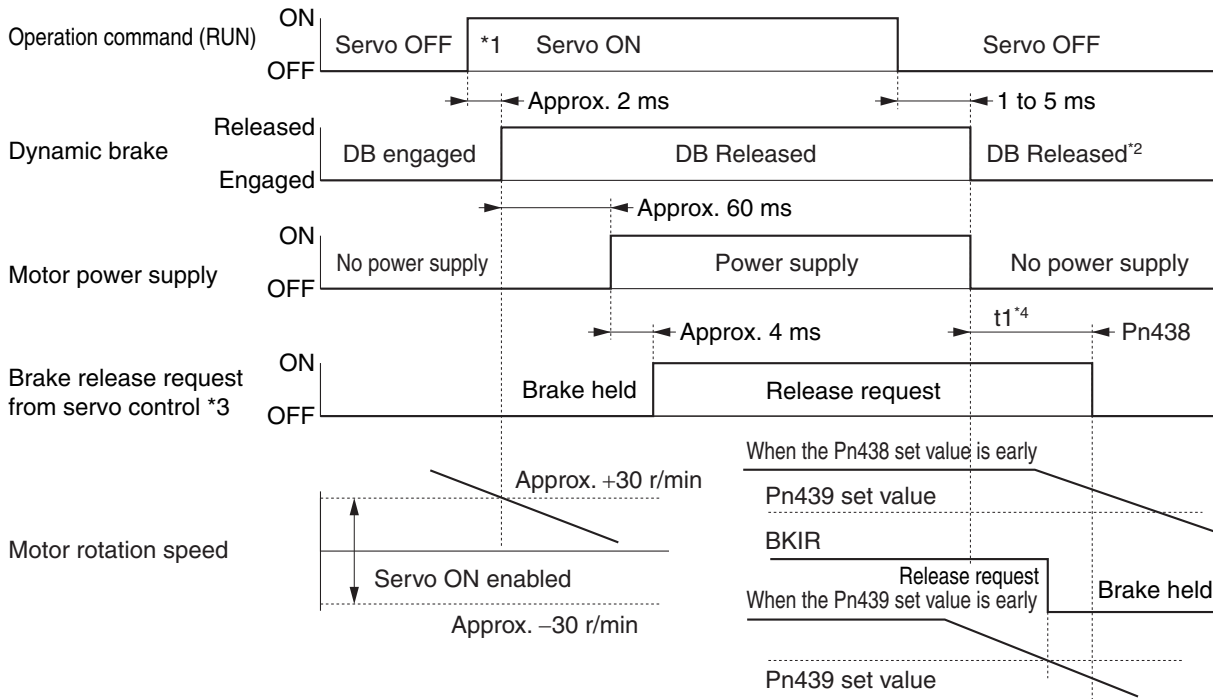 Operation command (RUN)
ON
OFF
Servo OFF
*1
Servo ON
Servo OFF
Approx. 2 ms
1 to 5 ms
Dynamic brake
Released
Engaged
DB engaged
DB Released
DB Released*2
Approx. 60 ms
Motor power supply
ON
OFF
No power supply
Power supply
No power supply
Approx. 4 ms
t1*4
Pn438
Brake release request
from servo control *3
ON
OFF
Brake held
Release request
Motor rotation speed
Approx. +30 r/min
Servo ON enabled
Approx. −30 r/min
When the Pn438 set value is early
Pn439 set value
BKIR
Release request
Brake held
When the Pn439 set value is early
Pn439 set value